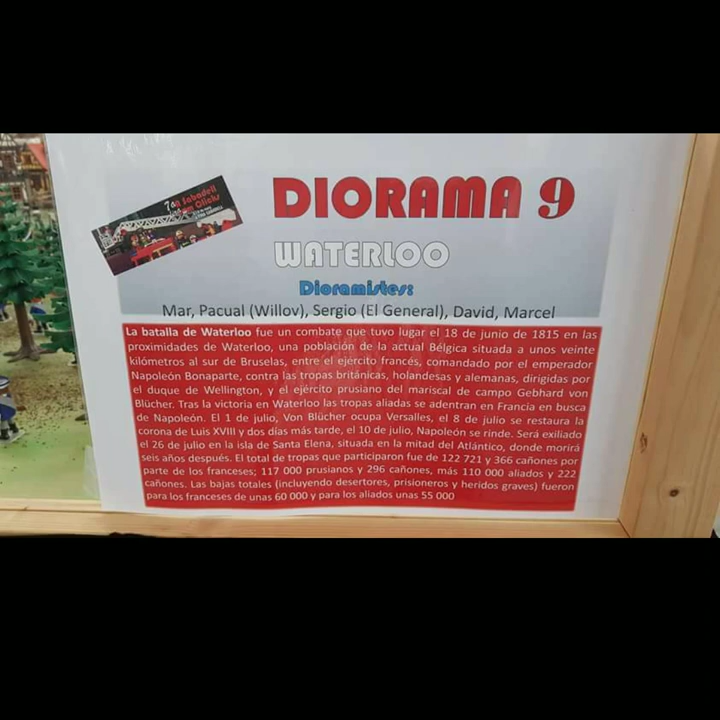 7a Sabadell
DIORAMA 9
WATERLOO
Dioramistes:
Mar, Pacual (Willov), Sergio (El General), David, Marcel
La batalla de Waterloo fue un combate que tuvo lugar el 18 de junio de 1815 en las
proximidades de Waterloo, una población de la actual Bélgica situada a unos veinte
kilómetros al sur de Bruselas, entre el ejército francés, comandado por el emperador
Napoleón Bonaparte, contra las tropas británicas, holandesas y alemanas, dirigidas por
el duque de Wellington, y el ejército prusiano del mariscal de campo Gebhard von
Blücher. Tras la victoria en Waterloo las tropas aliadas se adentran en Francia en busca
de Napoleón. El 1 de julio, Von Blücher ocupa Versalles, el 8 de julio se restaura la
corona de Luis XVIII y dos días más tarde, el 10 de julio, Napoleón se rinde. Será exiliado
el 26 de julio en la isla de Santa Elena, situada en la mitad del Atlántico, donde morirá
seis años después. El total de tropas que participaron fue de 122 721 y 366 cañones por
parte de los franceses; 117 000 prusianos y 296 cañones, más 110 000 aliados y 222
cañones. Las bajas totales (incluyendo desertores, prisioneros y heridos graves) fueron
para los franceses de unas 60 000 y para los aliados unas 55 000